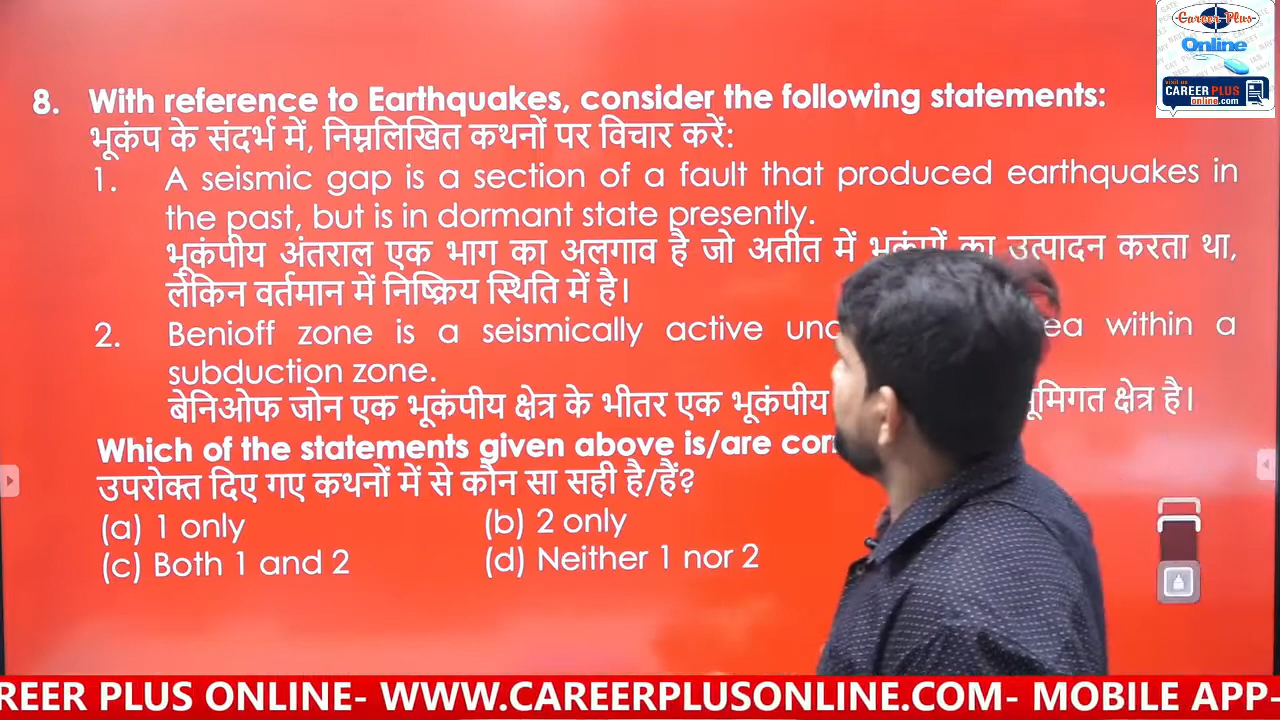 Career Plus
Online
visit us
CAREER PLUS
online.com
8. With reference to Earthquakes, consider the following statements:
भूकंप के संदर्भ में, निम्नलिखित कथनों पर विचार करें:
1. A seismic gap is a section of a fault that produced earthquakes in
the past, but is in dormant state presently.
भूकंपीय अंतराल एक भाग का अलगाव है जो अतीत में भूकंपों का उत्पादन करता था,
लेकिन वर्तमान में निष्क्रिय स्थिति में है।
2. Benioff zone is a seismically active within a
subduction zone.
बेनिओफ जोन एक भूकंपीय क्षेत्र के भीतर एक भूकंपीय क्षेत्र है।
Which of the statements given above is/are
उपरोक्त दिए गए कथनों में से कौन सा सही है/हैं?
(a) 1 only (b) 2 only
(c) Both 1 and 2 (d) Neither 1 nor 2
REER PLUS ONLINE- WWW.CAREERPLUSONLINE.COM- MOBILE APP-